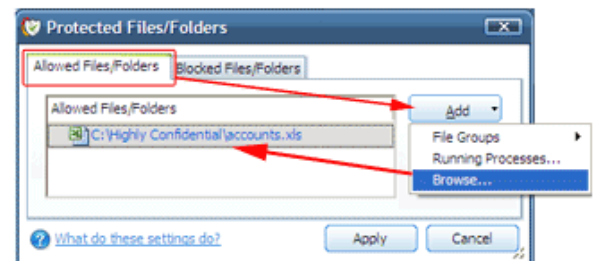 Protected Files/Folders
Allowed Files/Folders Blocked Files/Folders
Allowed Files/Folders
Add
C:\Highly Confidential\accounts.xls
File Groups
Running Processes...
Browse...
What do these settings do?
Apply
Cancel